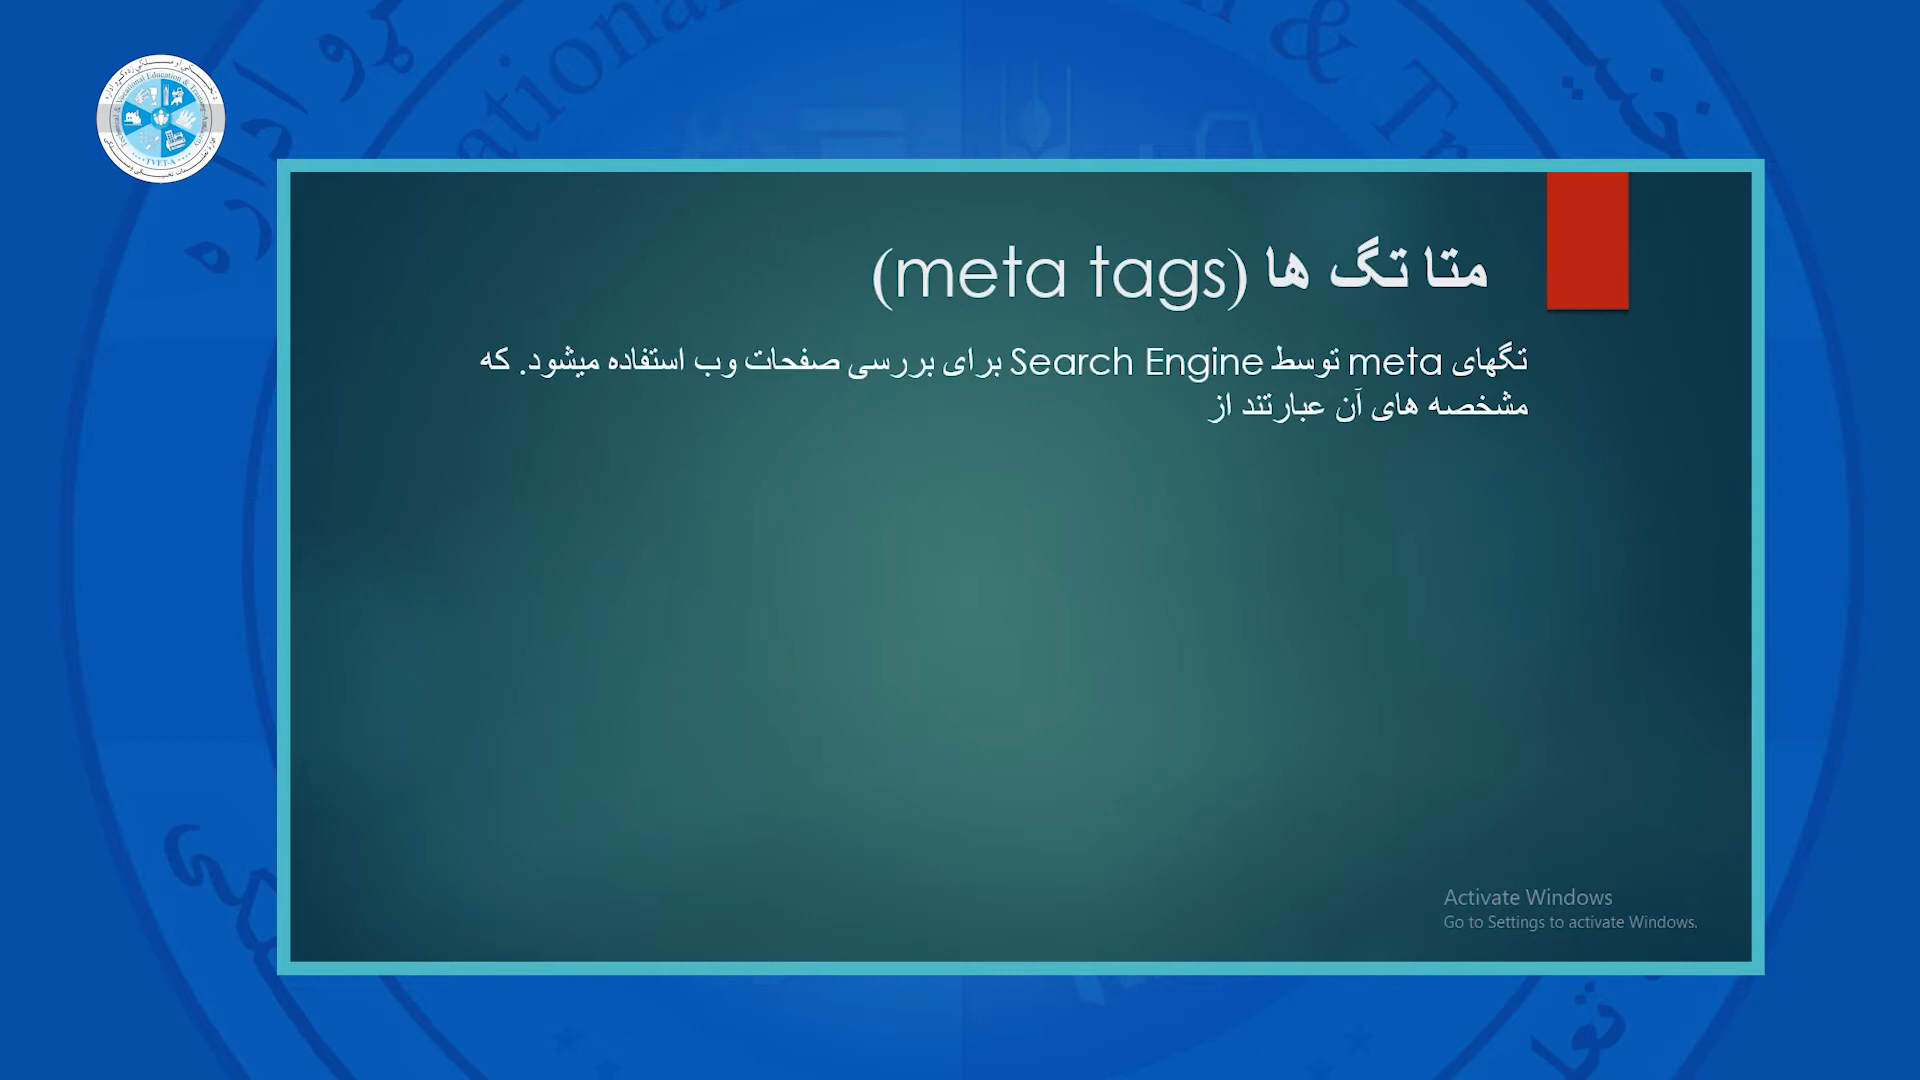 متا تگ ها (meta tags)
تگهای meta توسط Search Engine برای بررسی صفحات وب استفاده میشود. که
مشخصه های آن عبارتند از
Activate Windows
Go to Settings to activate Windows.